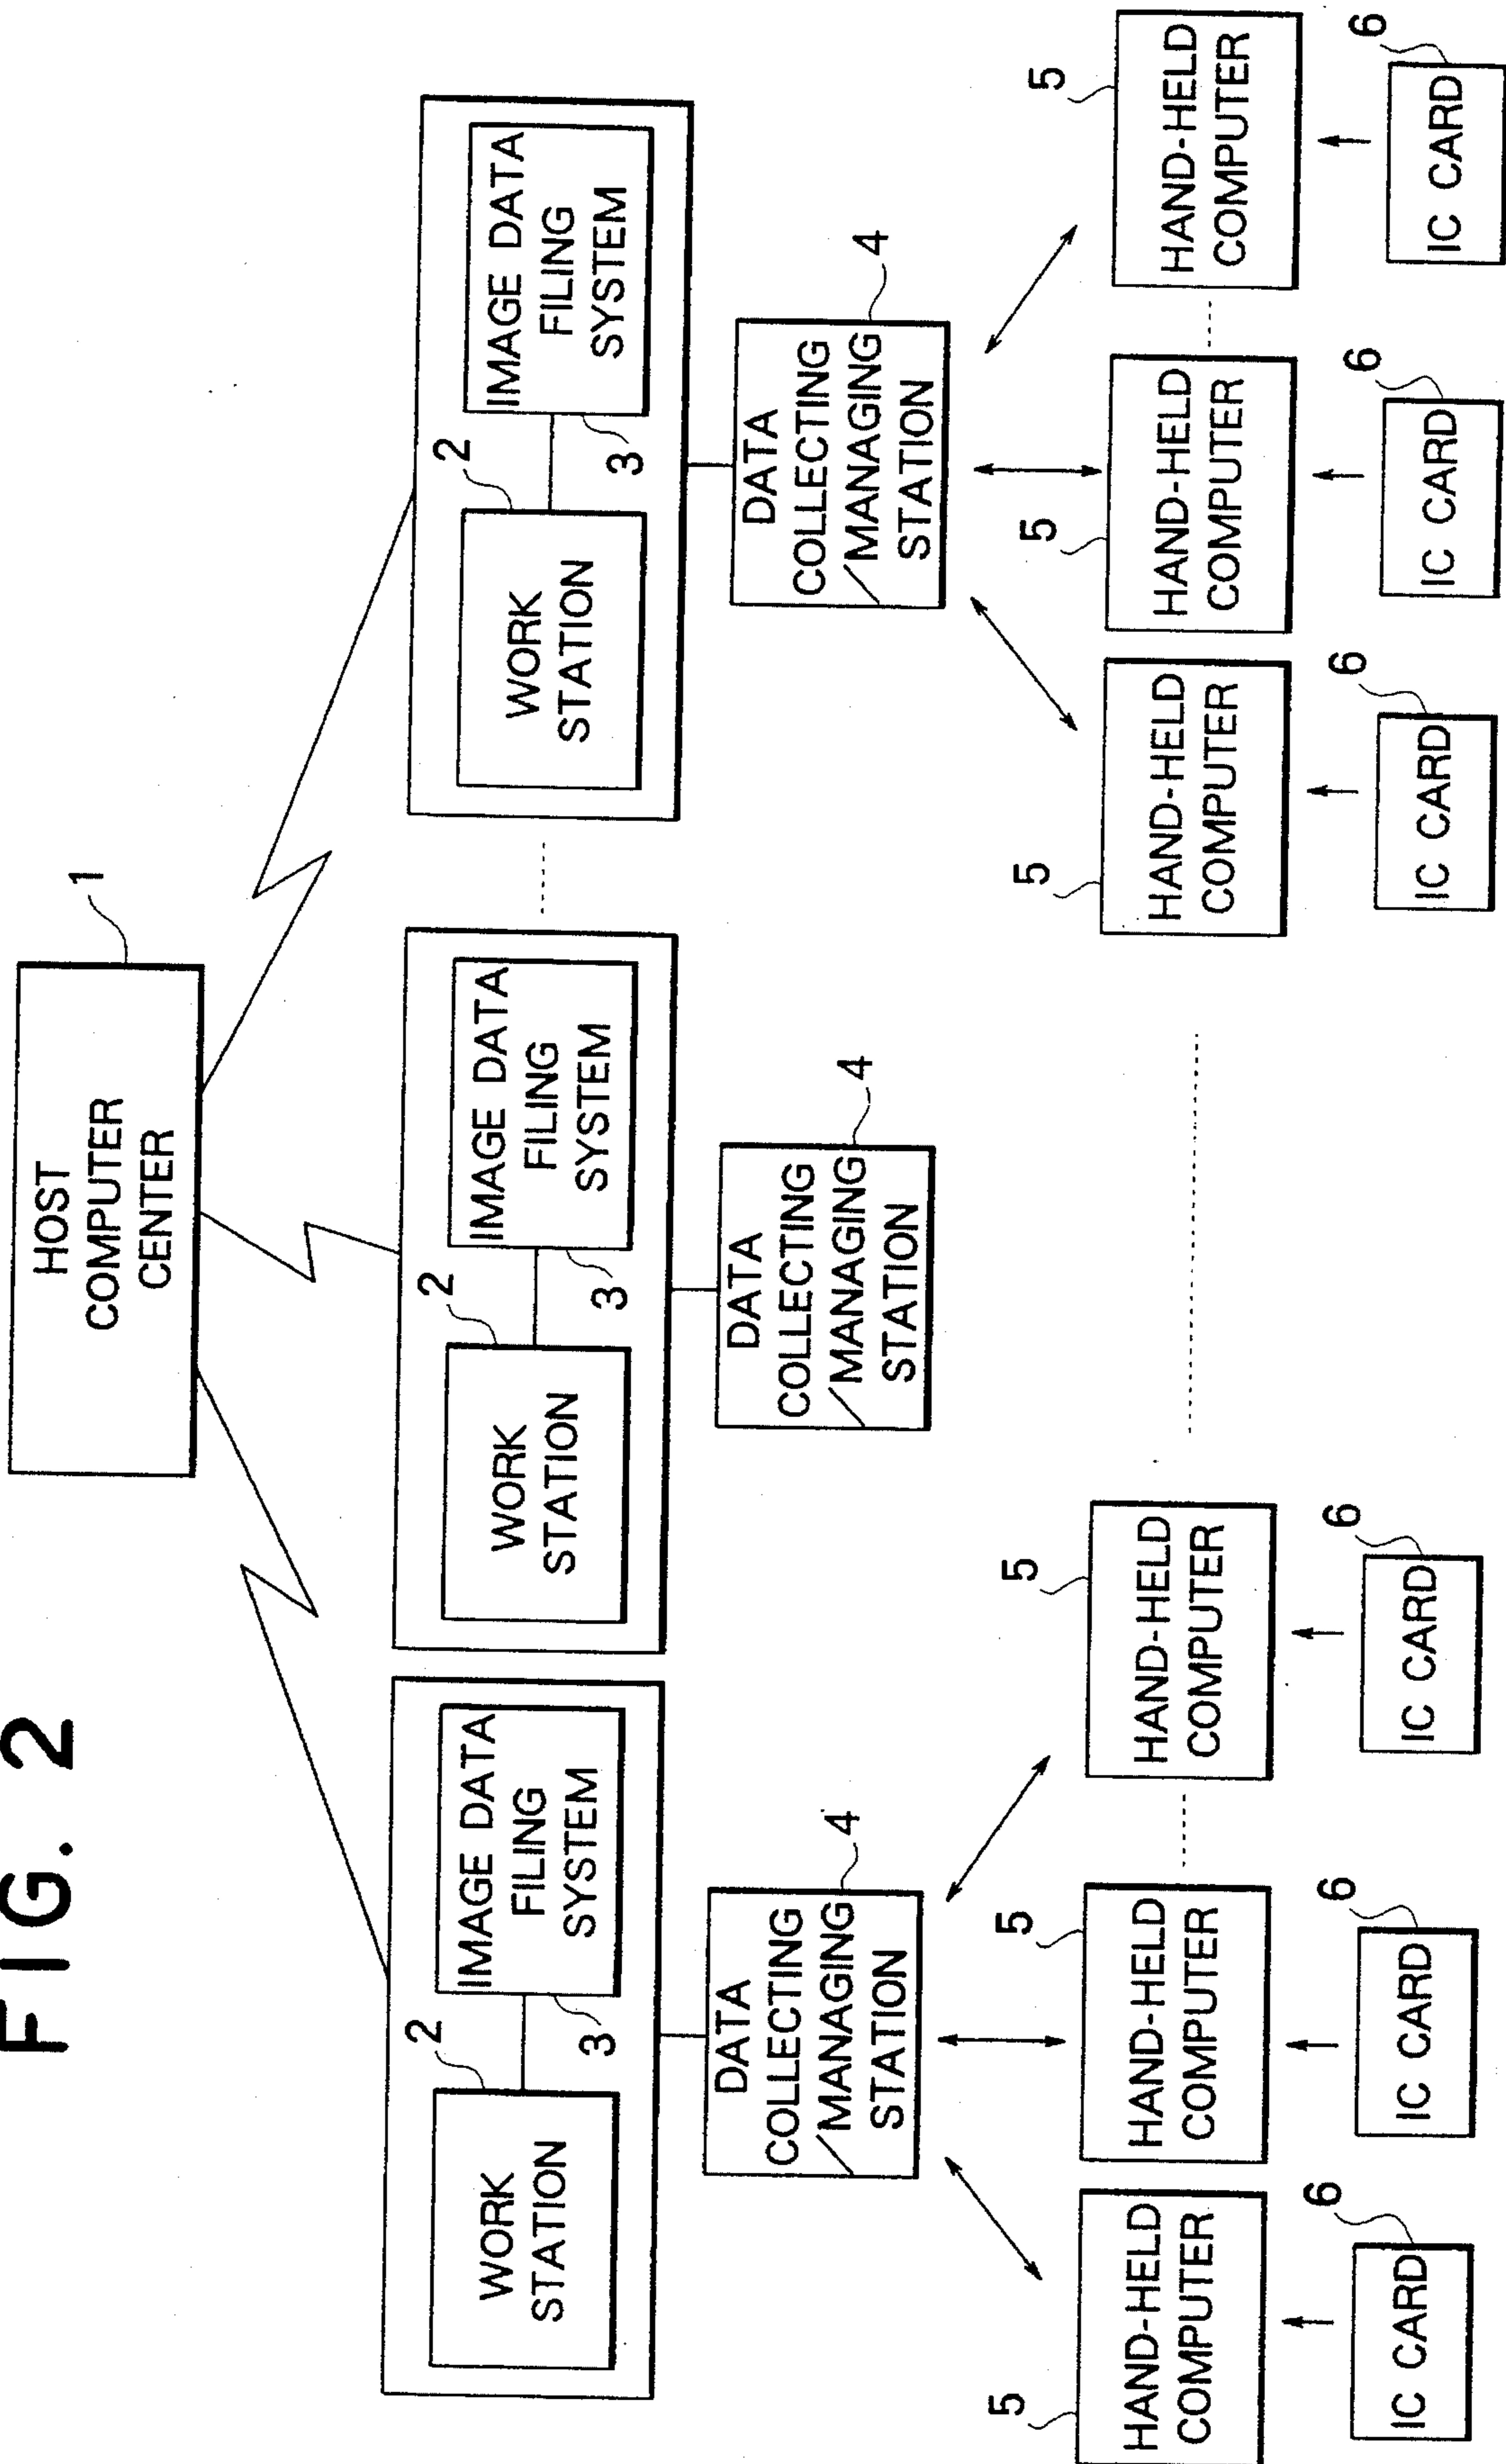 FIG. 2
HOST
COMPUTER
CENTER
1
WORK
STATION
2
IMAGE DATA
FILING
SYSTEM
3
WORK
STATION
2
IMAGE DATA
FILING
SYSTEM
3
WORK
STATION
2
IMAGE DATA
FILING
SYSTEM
3
DATA
COLLECTING
/MANAGING
STATION
4
DATA
COLLECTING
/MANAGING
STATION
4
DATA
COLLECTING
/MANAGING
STATION
4
5
HAND-HELD
COMPUTER
5
HAND-HELD
COMPUTER
5
HAND-HELD
COMPUTER
5
HAND-HELD
COMPUTER
5
HAND-HELD
COMPUTER
5
HAND-HELD
COMPUTER
6
IC CARD
6
IC CARD
6
IC CARD
6
IC CARD
6
IC CARD
6
IC CARD